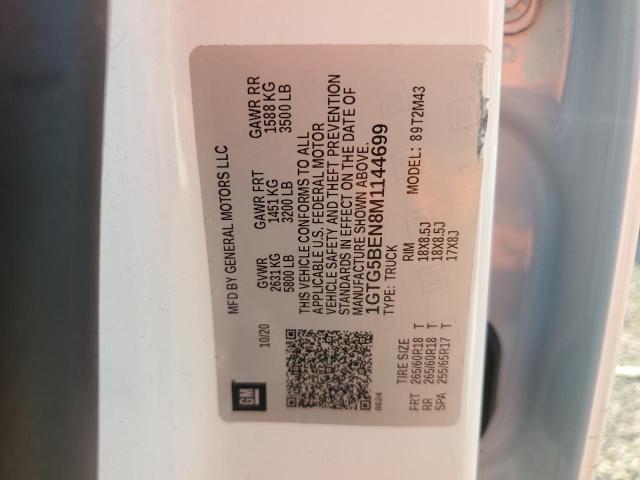 GM
10/20
MFD BY GENERAL MOTORS LLC
GVWR
2631 KG
5800 LB
GAWR FRT
1451 KG
3200 LB
GAWR RR
1588 KG
3500 LB
THIS VEHICLE CONFORMS TO ALL
APPLICABLE U.S. FEDERAL MOTOR
VEHICLE SAFETY AND THEFT PREVENTION
STANDARDS IN EFFECT ON THE DATE OF
MANUFACTURE SHOWN ABOVE.
1GTG5BEN8M1144699
TYPE: TRUCK
MODEL: 89T2M43
8624
TIRE SIZE RIM
FRT 265/60R18 T 18X8.5J
RR 265/60R18 T 18X8.5J
SPA 255/65R17 T 17X8J